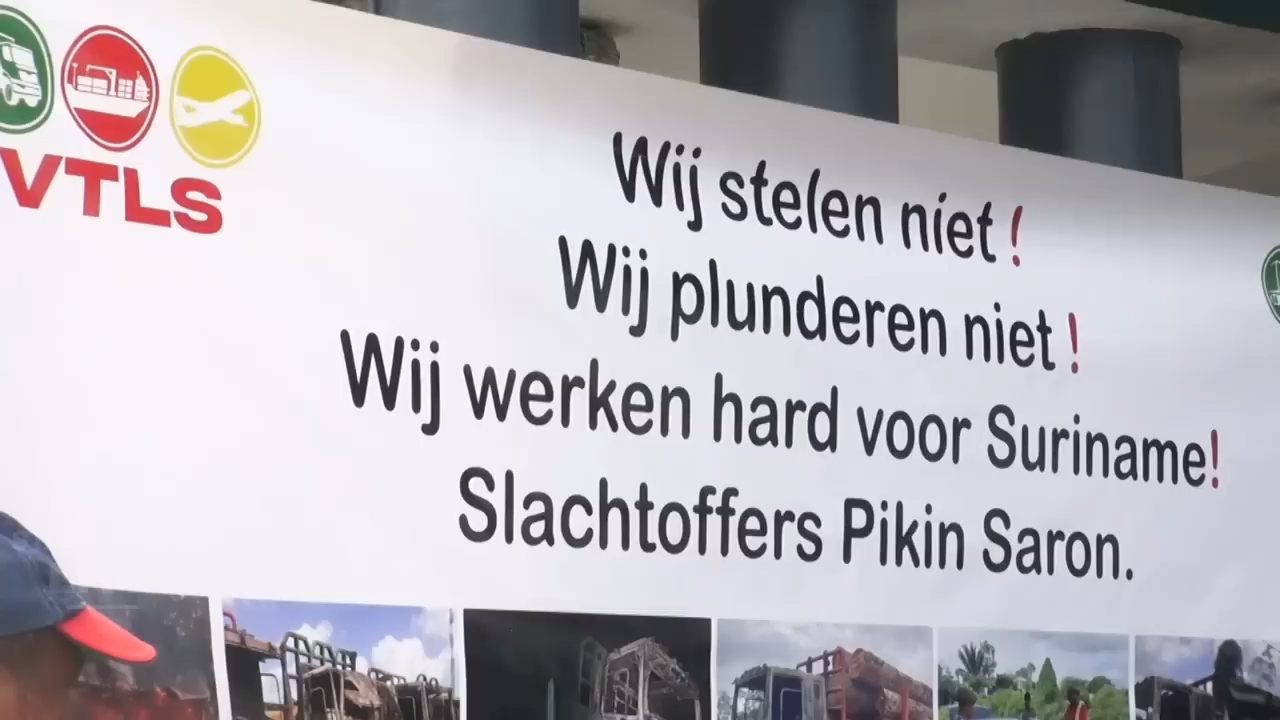 VTLS
Wij stelen niet !
Wij plunderen niet !
Wij werken hard voor Suriname!
Slachtoffers Pikin Saron.